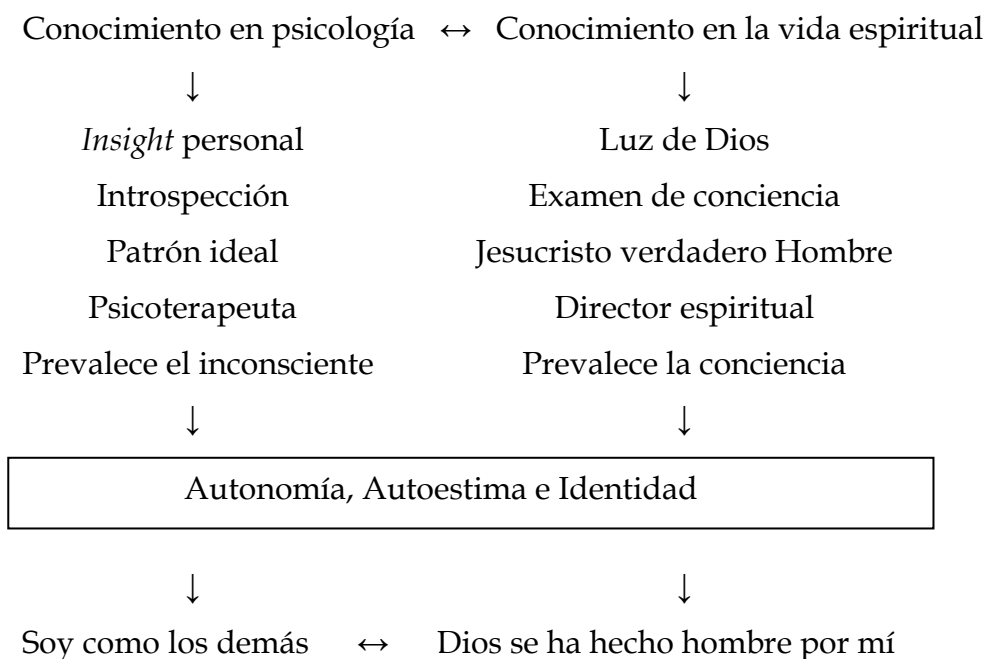 Conocimiento en psicología ↔ Conocimiento en la vida espiritual
↓ ↓
Insight personal Luz de Dios
Introspección Examen de conciencia
Patrón ideal Jesucristo verdadero Hombre
Psicoterapeuta Director espiritual
Prevalece el inconsciente Prevalece la conciencia
↓ ↓
Autonomía, Autoestima e Identidad
↓ ↓
Soy como los demás ↔ Dios se ha hecho hombre por mí